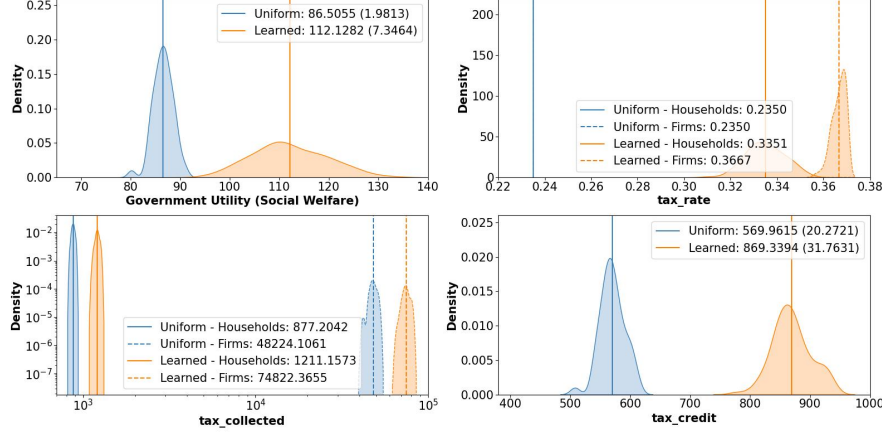 0.25
0.20
0.15
0.10
0.05
0.00
Density
Uniform: 86.5055 (1.9813)
Learned: 112.1282 (7.3464)
70 80 90 100 110 120 130 140
Government Utility (Social Welfare)
200
150
100
50
0
Density
Uniform - Households: 0.2350
Uniform - Firms: 0.2350
Learned - Households: 0.3351
Learned - Firms: 0.3667
0.22 0.24 0.26 0.28 0.30 0.32 0.34 0.36 0.38
tax_rate
10⁻²
10⁻³
10⁻⁴
10⁻⁵
10⁻⁶
10⁻⁷
Density
Uniform - Households: 877.2042
Uniform - Firms: 48224.1061
Learned - Households: 1211.1573
Learned - Firms: 74822.3655
10³ 10⁴ 10⁵
tax_collected
0.025
0.020
0.015
0.010
0.005
0.000
Density
Uniform: 569.9615 (20.2721)
Learned: 869.3394 (31.7631)
400 500 600 700 800 900 1000
tax_credit